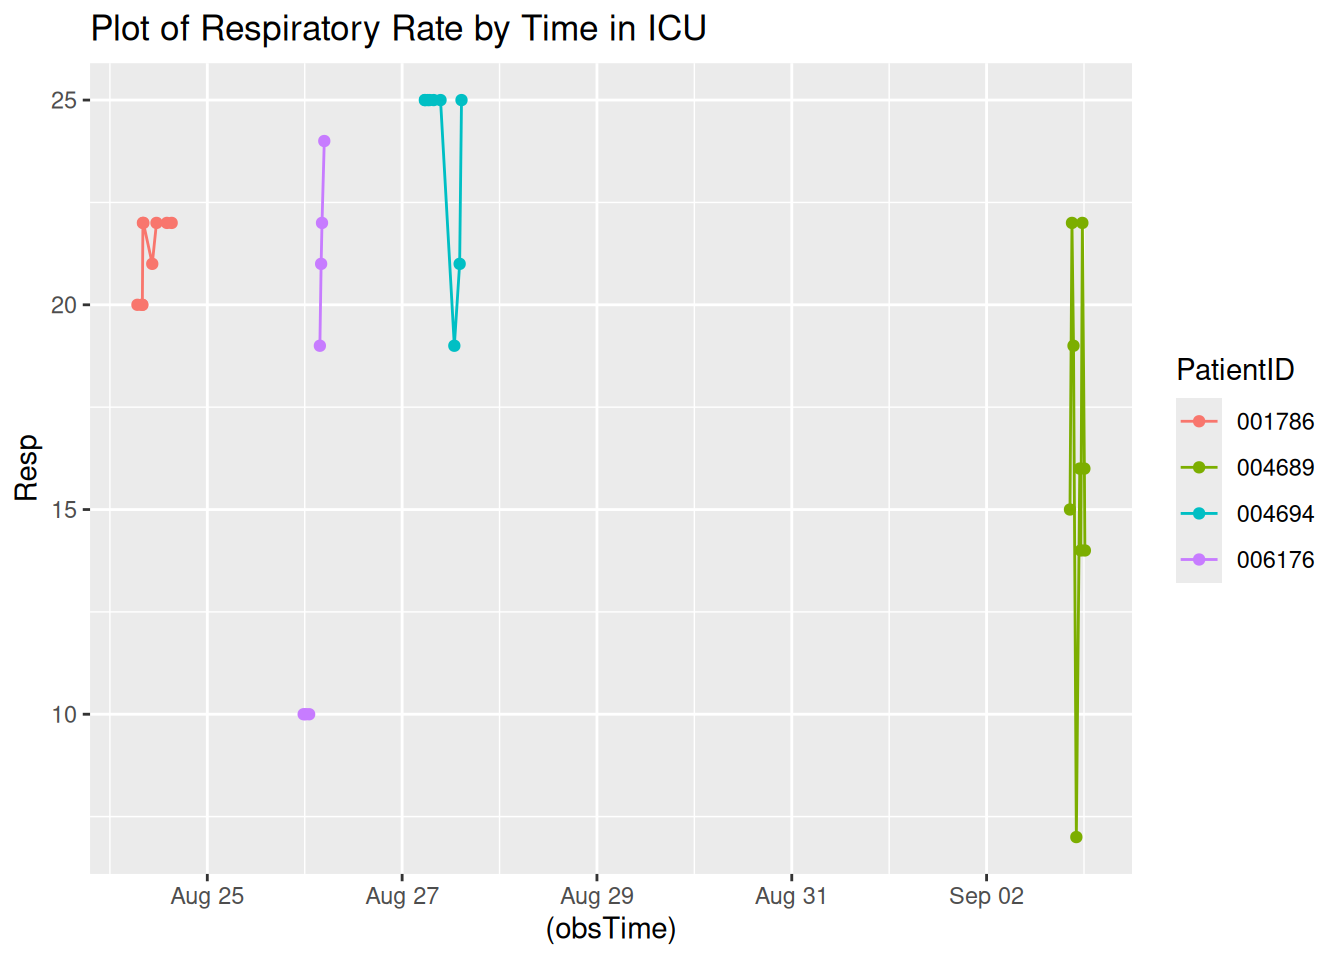 Plot of Respiratory Rate by Time in ICU
25
20
15
10
Resp
Aug 25
Aug 27
Aug 29
Aug 31
Sep 02
(obsTime)
PatientID
001786
004689
004694
006176